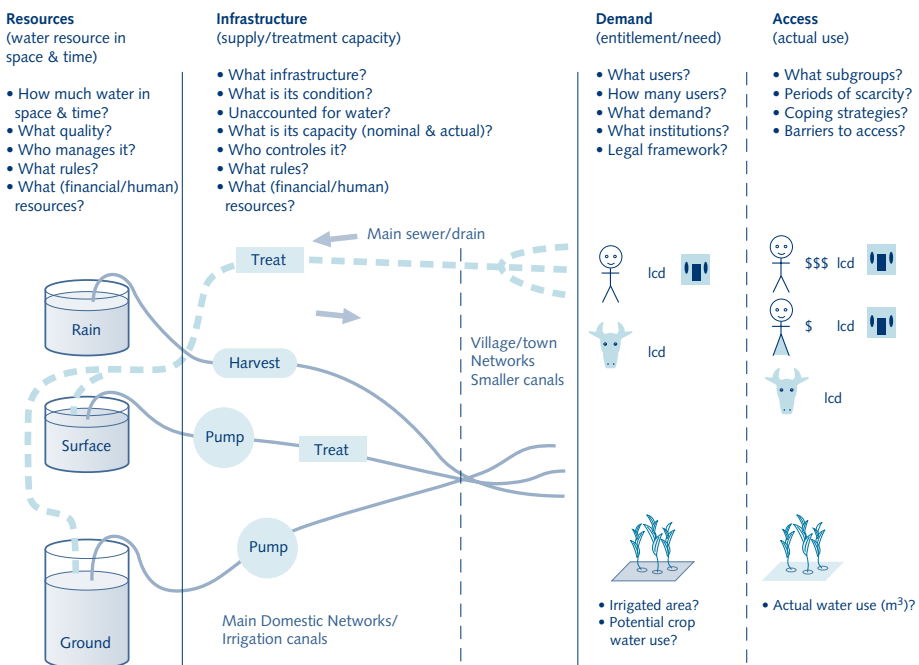 Resources
(water resource in
space & time)
• How much water in
space & time?
• What quality?
• Who manages it?
• What rules?
• What (financial/human)
resources?
Infrastructure
(supply/treatment capacity)
• What infrastructure?
• What is its condition?
• Unaccounted for water?
• What is its capacity (nominal & actual)?
• Who controles it?
• What rules?
• What (financial/human)
resources?
Demand
(entitlement/need)
• What users?
• How many users?
• What demand?
• What institutions?
• Legal framework?
Access
(actual use)
• What subgroups?
• Periods of scarcity?
• Coping strategies?
• Barriers to access?
Main sewer/drain
Treat
Rain
Harvest
Village/town
Networks
Smaller canals
Surface
Pump
Treat
Pump
Ground
Main Domestic Networks/
Irrigation canals
lcd
lcd
$$$ lcd
$ lcd
lcd
• Irrigated area?
• Potential crop
water use?
• Actual water use (m³)?